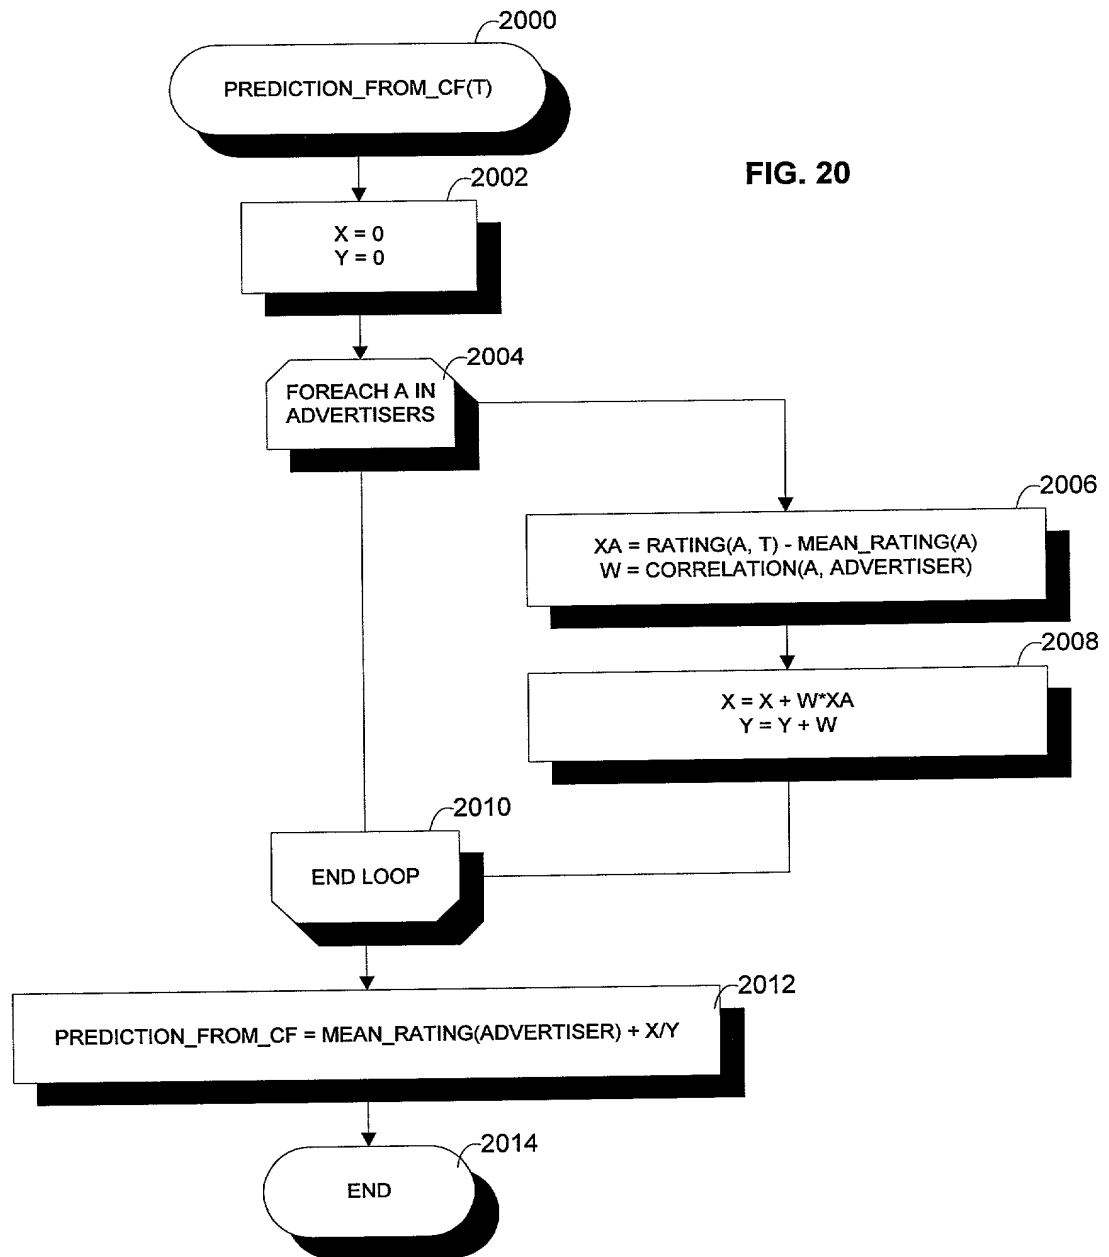 2000
PREDICTION_FROM_CF(T)
FIG. 20
2002
X = 0
Y = 0
2004
FOREACH A IN
ADVERTISERS
2006
XA = RATING(A, T) - MEAN_RATING(A)
W = CORRELATION(A, ADVERTISER)
2008
X = X + W*XA
Y = Y + W
2010
END LOOP
2012
PREDICTION_FROM_CF = MEAN_RATING(ADVERTISER) + X/Y
2014
END